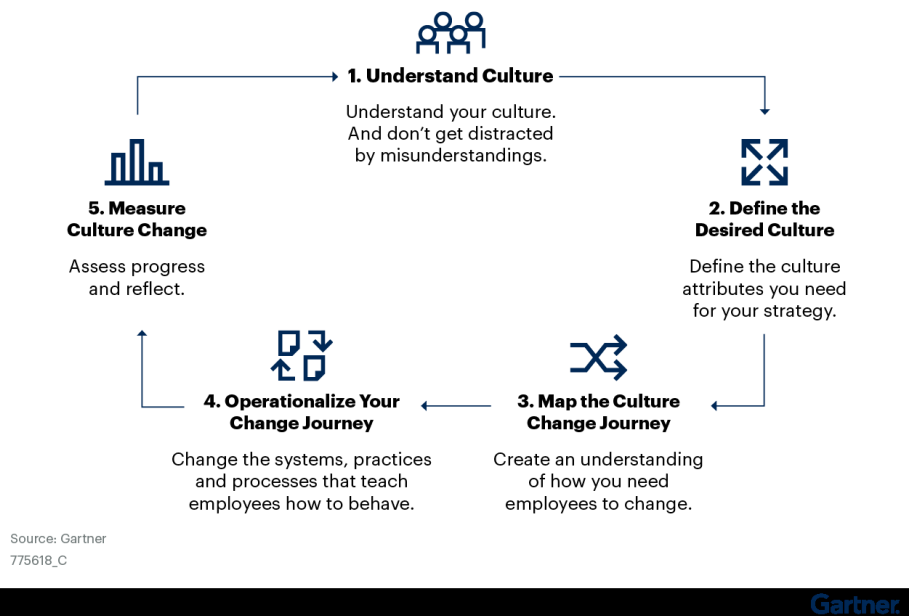 1. Understand Culture
Understand your culture.
And don't get distracted
by misunderstandings.
2. Define the
Desired Culture
Define the culture
attributes you need
for your strategy.
3. Map the Culture
Change Journey
Create an understanding
of how you need
employees to change.
4. Operationalize Your
Change Journey
Change the systems, practices
and processes that teach
employees how to behave.
5. Measure
Culture Change
Assess progress
and reflect.
Source: Gartner
775618_C
Gartner.